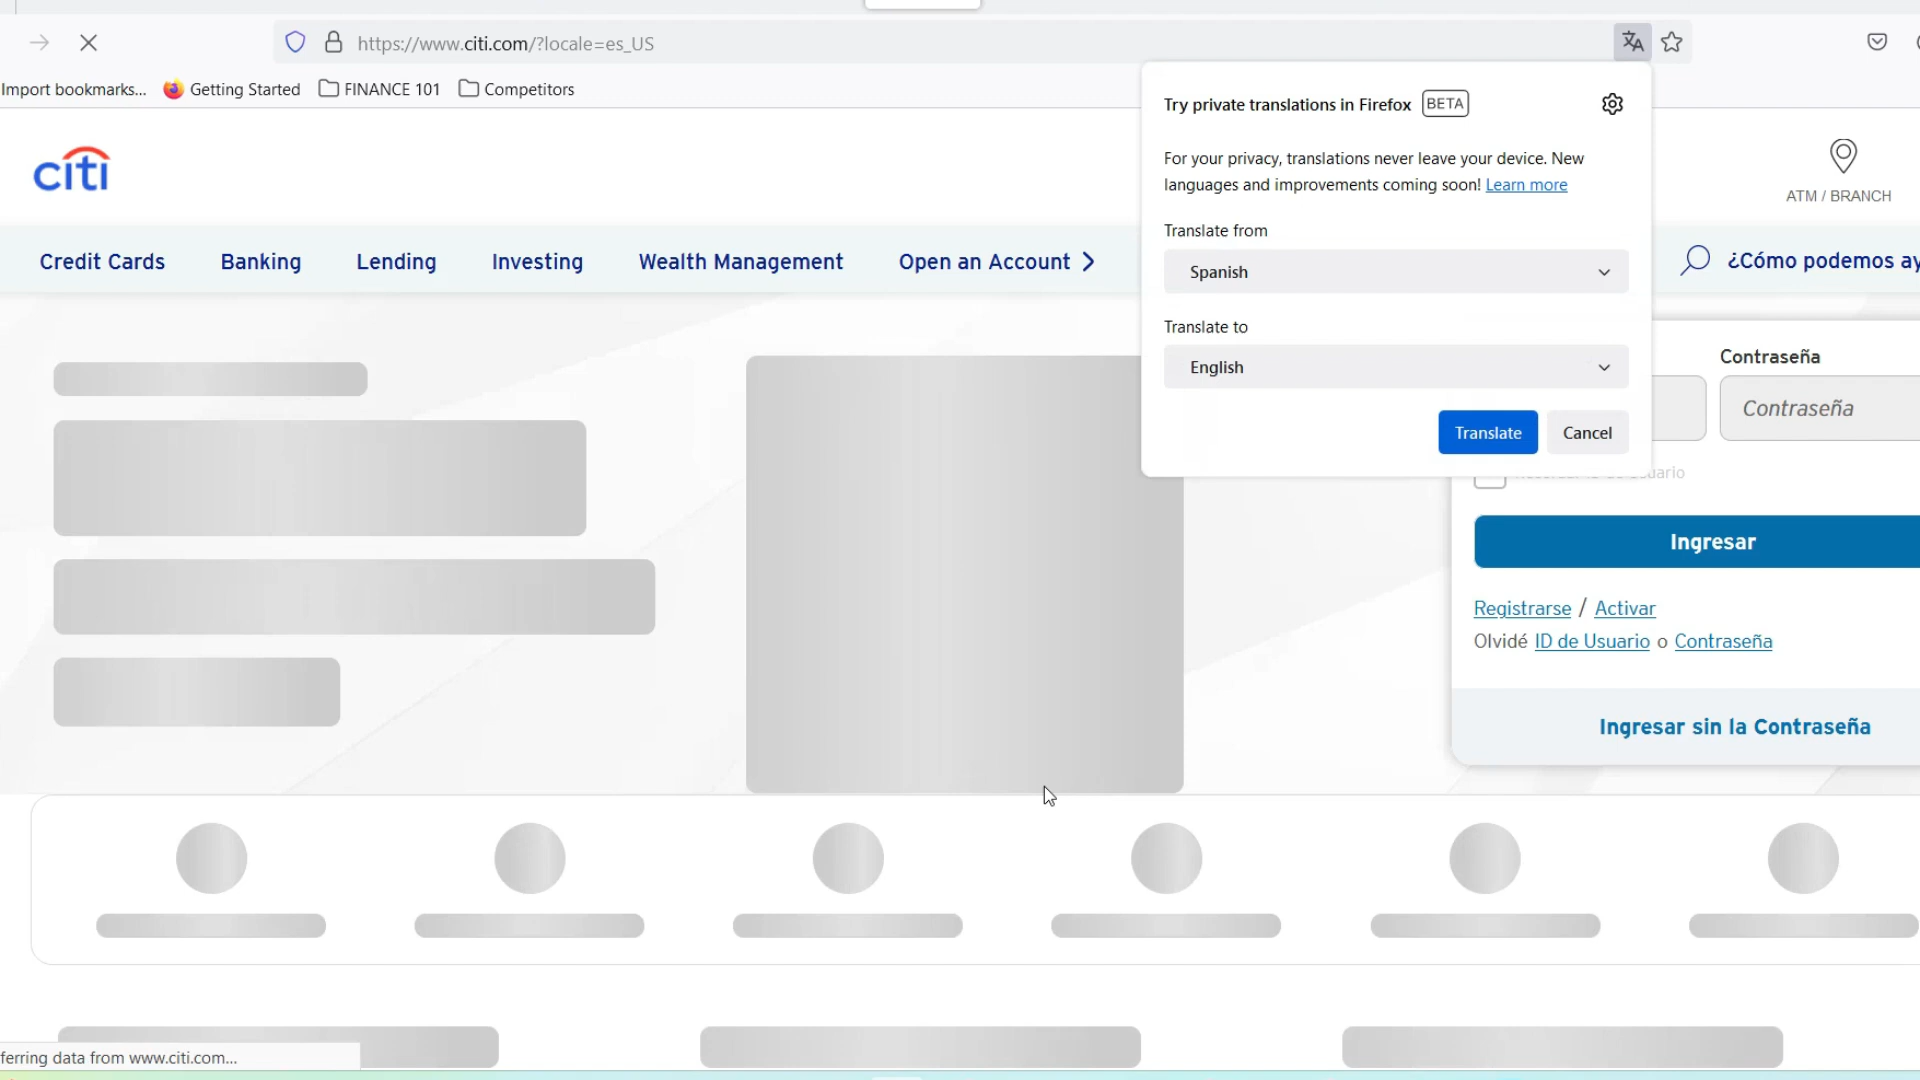 https://www.citi.com/?locale=es_US
Import bookmarks...
Getting Started
FINANCE 101
Competitors
Try private translations in Firefox BETA
For your privacy, translations never leave your device. New
languages and improvements coming soon! Learn more
Translate from
Spanish
Translate to
English
Translate
Cancel
citi
ATM / BRANCH
Credit Cards
Banking
Lending
Investing
Wealth Management
Open an Account
¿Cómo podemos ay
Contraseña
Contraseña
Ingresar
Registrarse / Activar
Olvidé ID de Usuario o Contraseña
Ingresar sin la Contraseña
ferring data from www.citi.com...